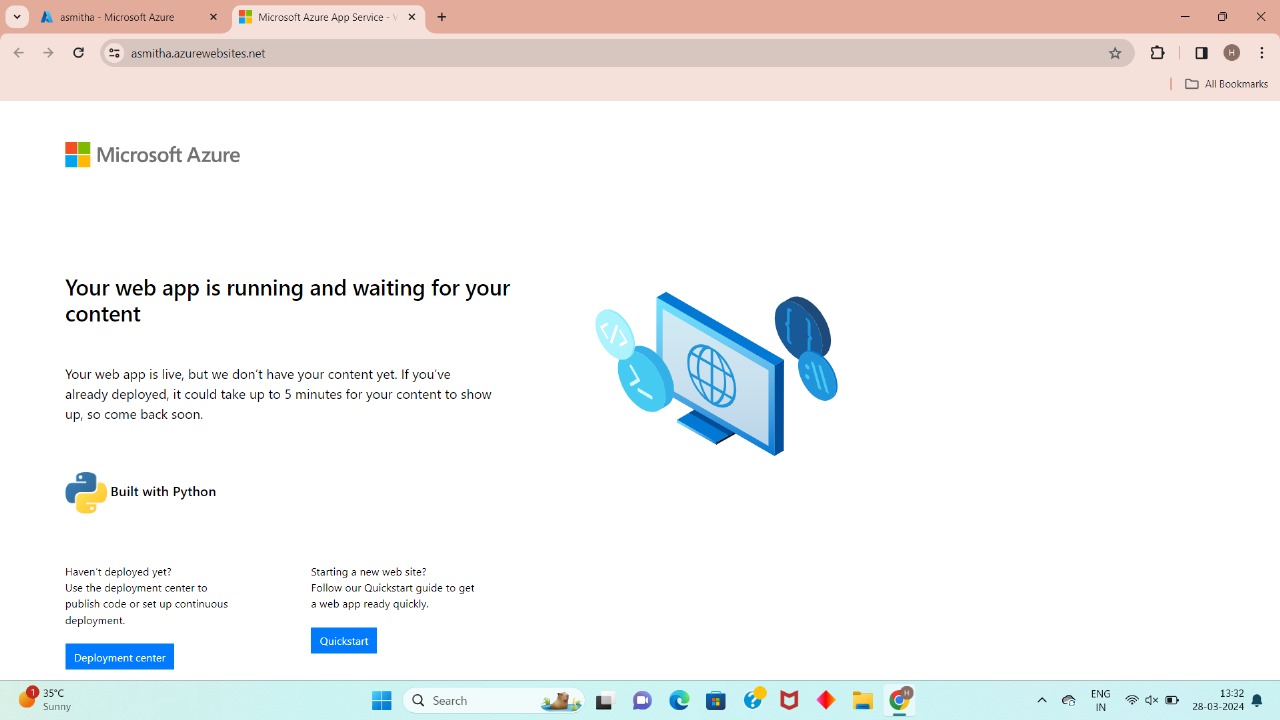 asmitha - Microsoft Azure
Microsoft Azure App Service -
asmitha.azurewebsites.net
H
All Bookmarks
Microsoft Azure
Your web app is running and waiting for your
content
Your web app is live, but we don't have your content yet. If you've
already deployed, it could take up to 5 minutes for your content to show
up, so come back soon.
Built with Python
Haven't deployed yet?
Use the deployment center to
publish code or set up continuous
deployment.
Deployment center
Starting a new web site?
Follow our Quickstart guide to get
a web app ready quickly.
Quickstart
1
35°C
Sunny
Search
H
ENG
IN
13:32
28-03-2024